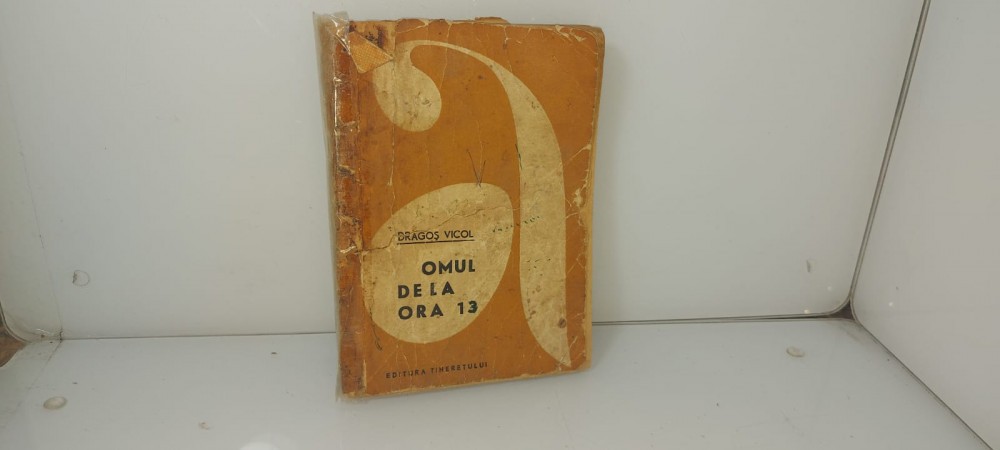 DRAGOȘ VICOL
OMUL
DE LA
ORA 13
EDITURA TINERETULUI